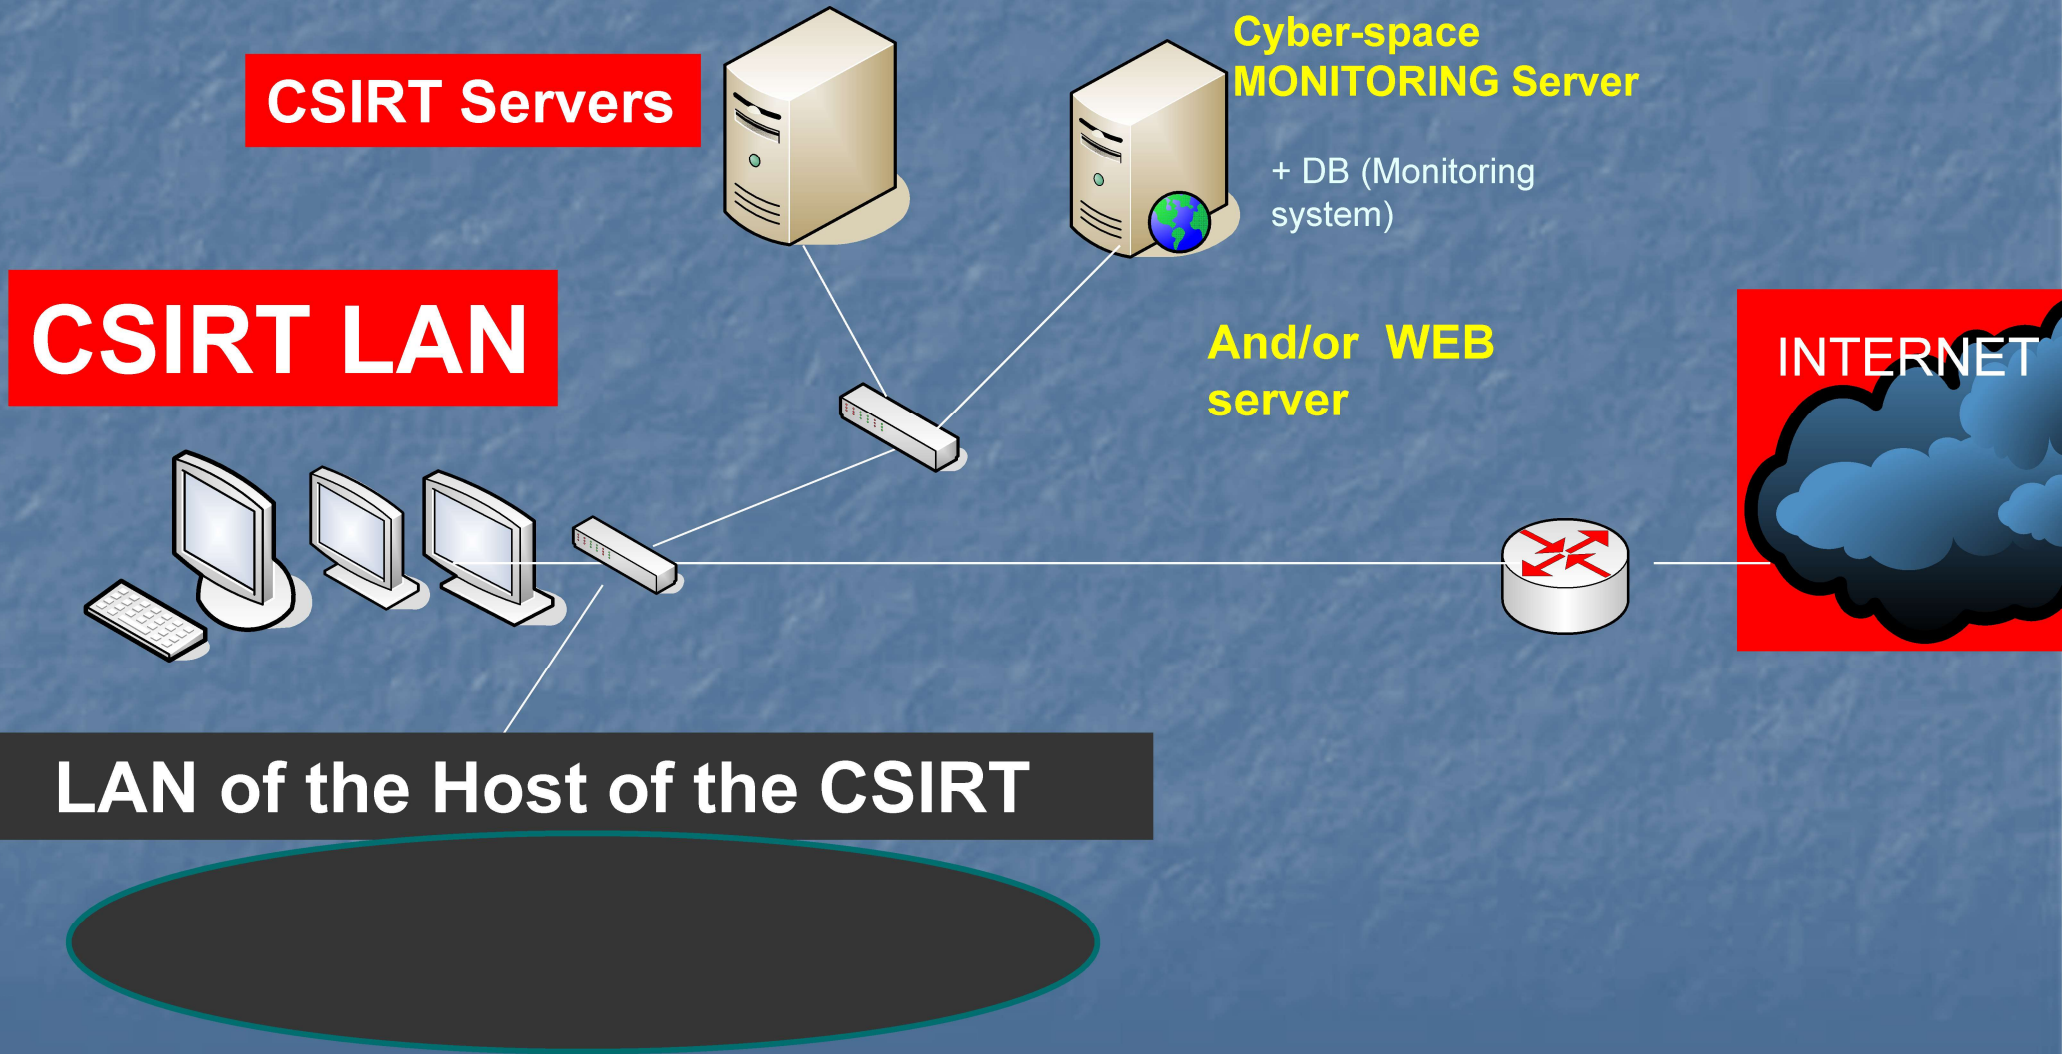 CSIRT Servers
Cyber-space
MONITORING Server
+ DB (Monitoring
system)
CSIRT LAN
And/or  WEB
server
INTERNET
LAN of the Host of the CSIRT